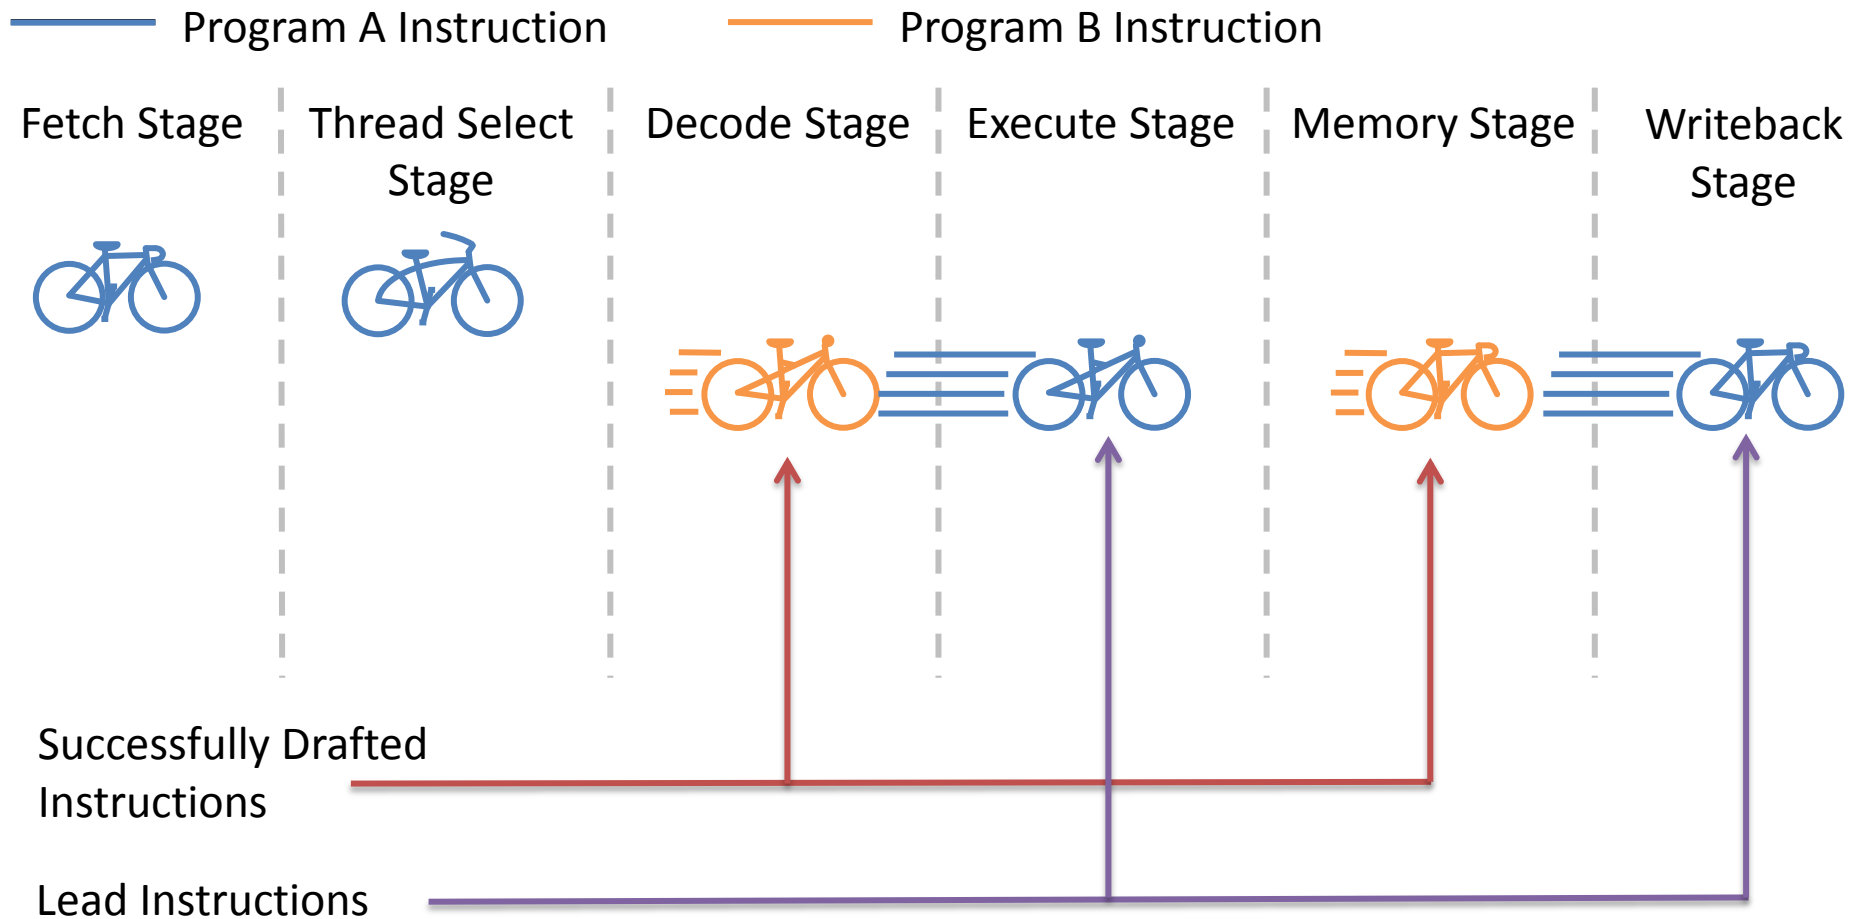 Program A Instruction
Program B Instruction
Fetch Stage
Thread Select
Stage
Decode Stage
Execute Stage
Memory Stage
Writeback
Stage
Successfully Drafted
Instructions
Lead Instructions